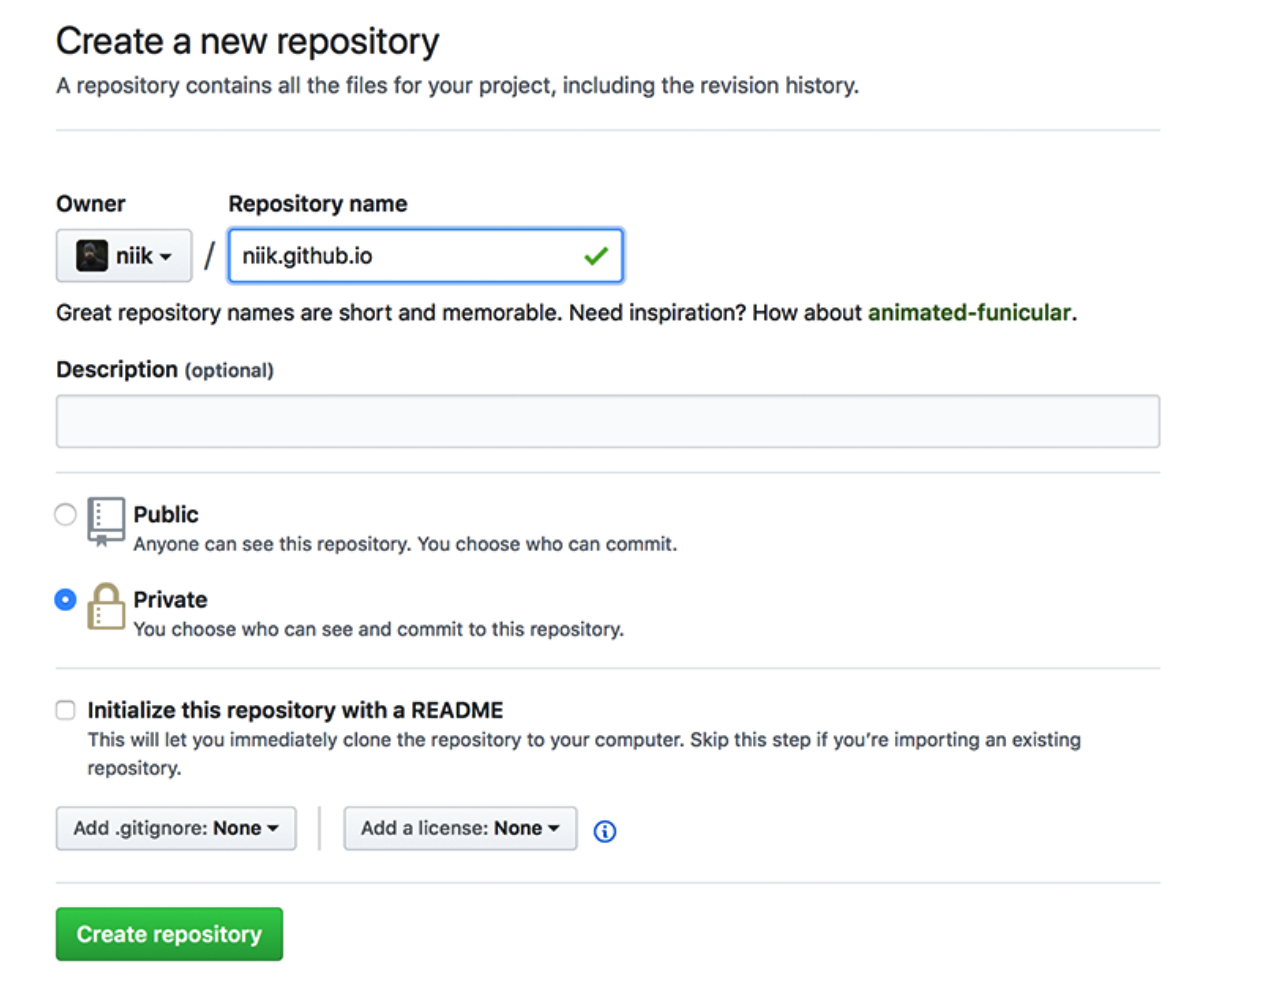 Create a new repository
A repository contains all the files for your project, including the revision history.
Owner Repository name
niik / niik.github.io
Great repository names are short and memorable. Need inspiration? How about animated-funicular.
Description (optional)
Public
Anyone can see this repository. You choose who can commit.
Private
You choose who can see and commit to this repository.
Initialize this repository with a README
This will let you immediately clone the repository to your computer. Skip this step if you’re importing an existing
repository.
Add .gitignore: None Add a license: None
Create repository